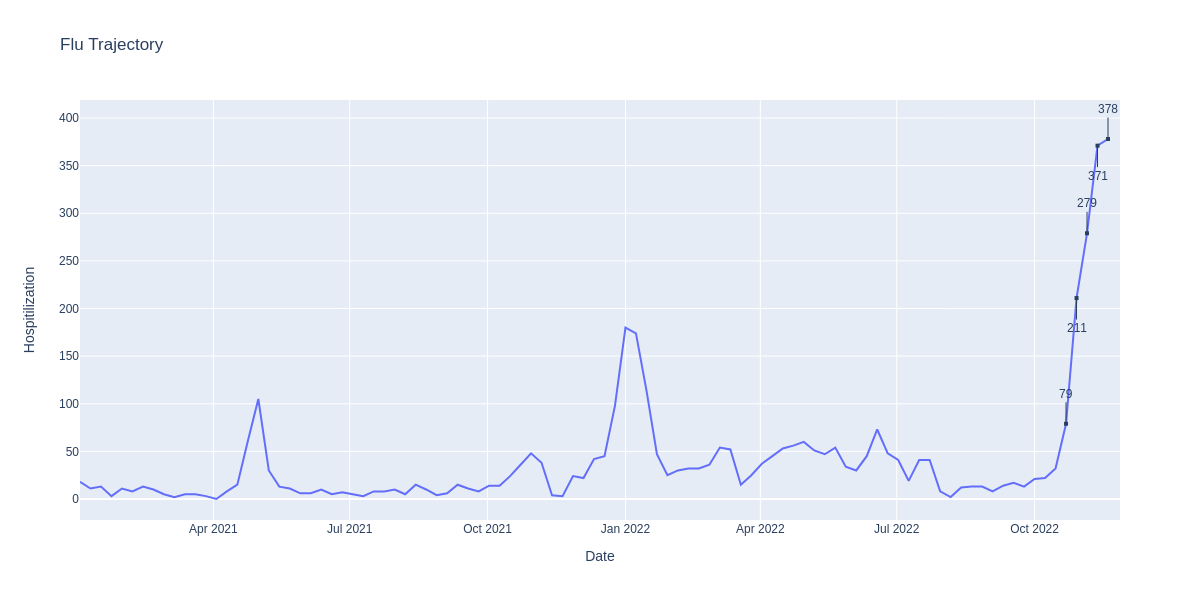 Flu Trajectory
Hospitilization
400
350
300
250
200
150
100
50
0
378
371
279
211
79
Apr 2021
Jul 2021
Oct 2021
Jan 2022
Apr 2022
Jul 2022
Oct 2022
Date